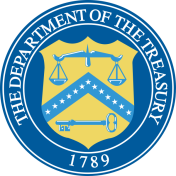 THE DEPARTMENT OF THE TREASURY
1789